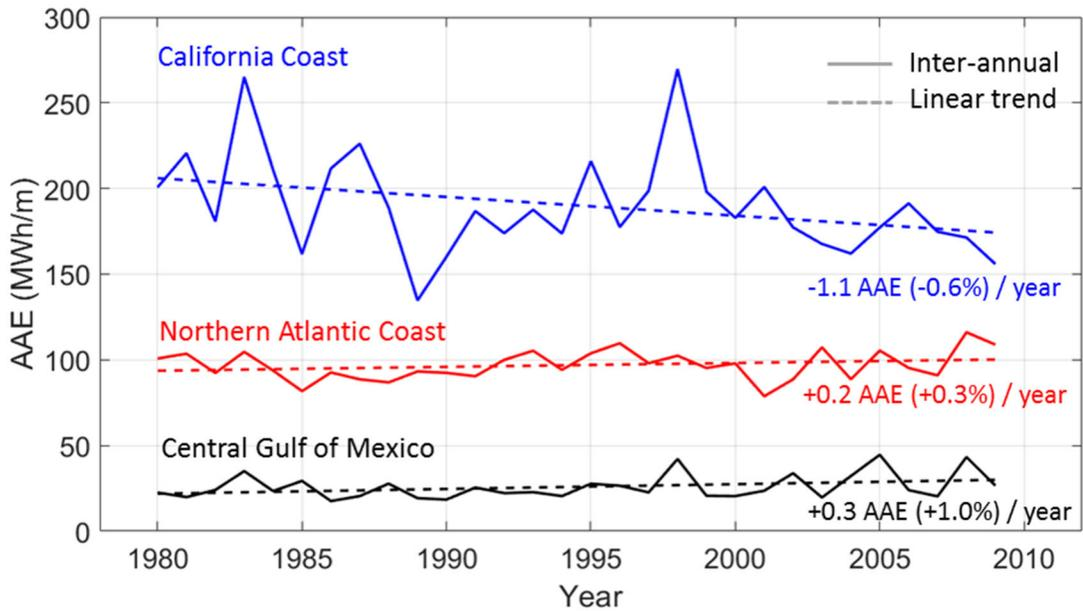 300
California Coast
Inter-annual
Linear trend
250
200
AAE (MWh/m)
150
-1.1 AAE (-0.6%) / year
Northern Atlantic Coast
100
+0.2 AAE (+0.3%) / year
Central Gulf of Mexico
50
+0.3 AAE (+1.0%) / year
0
1980 1985 1990 1995 2000 2005 2010
Year